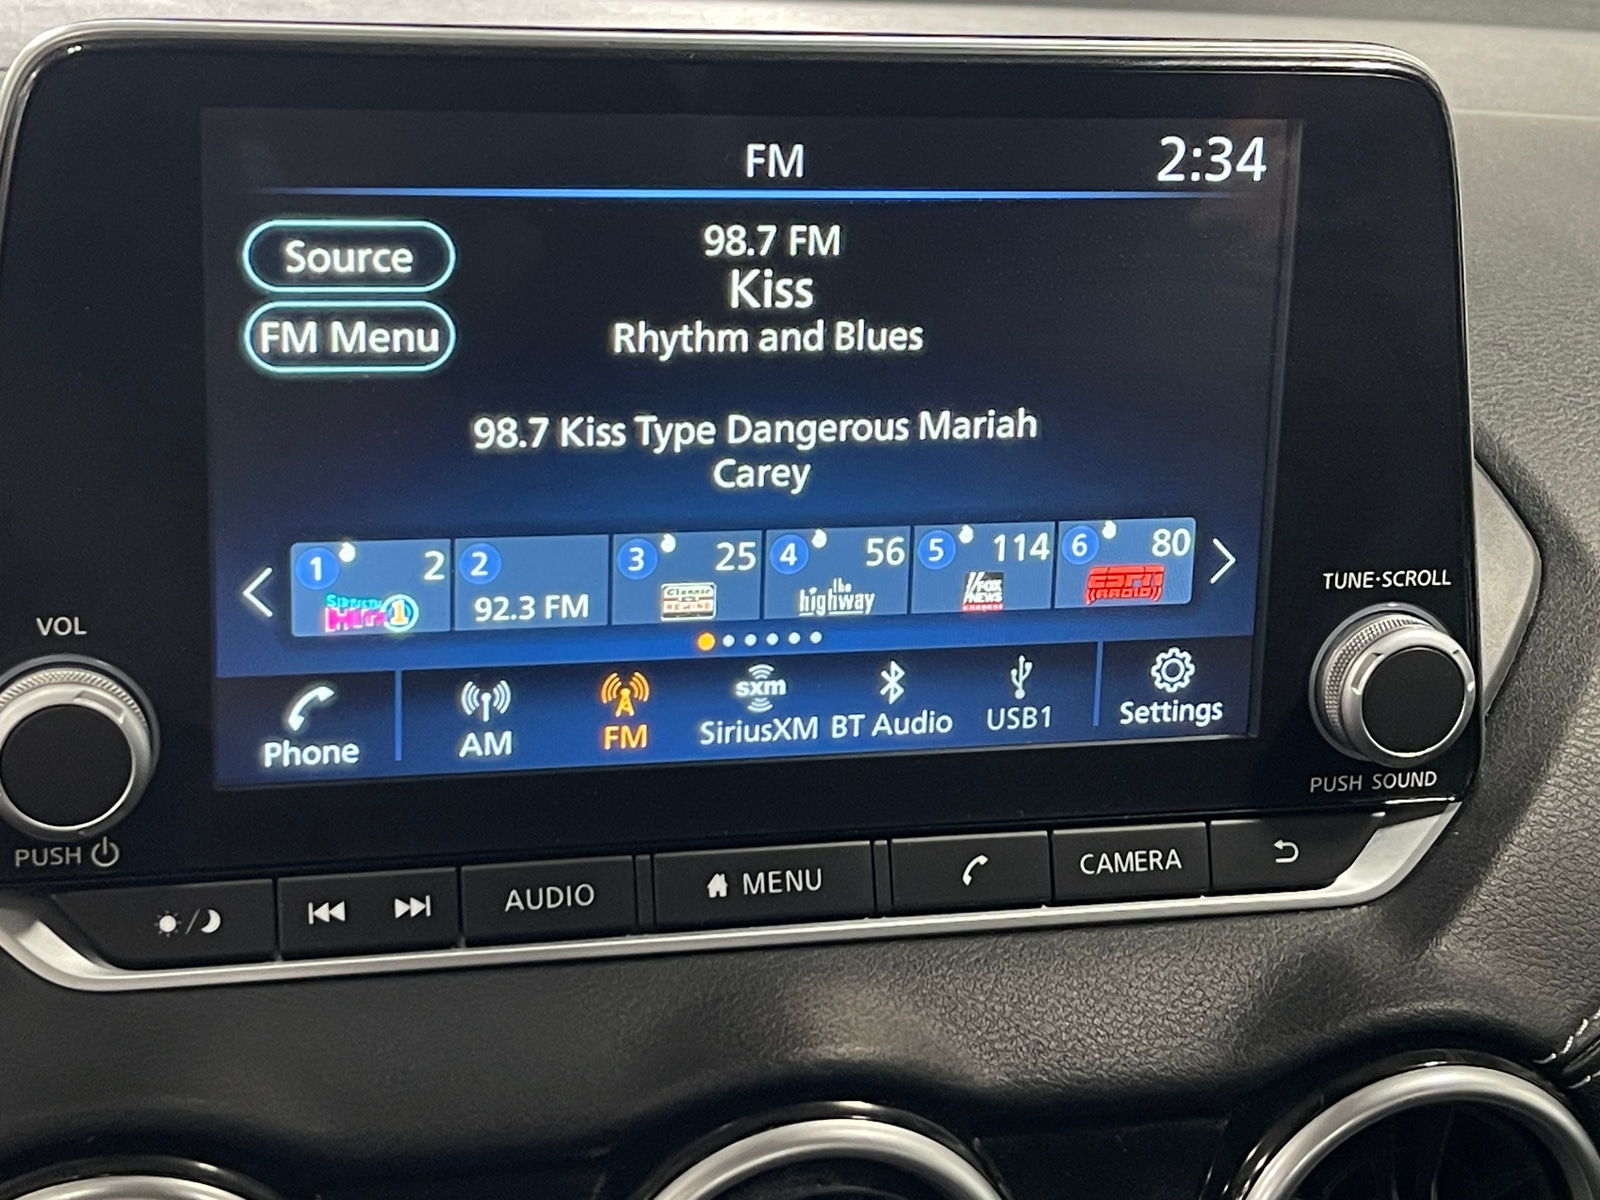 FM
2:34
Source
98.7 FM
Kiss
FM Menu
Rhythm and Blues
98.7 Kiss Type Dangerous Mariah
Carey
1 2
2
92.3 FM
3 25
Classic
REWIND
4 56
the
highway
5 114
FOX
NEWS
6 80
ESPN
RADIO
Phone
AM
FM
sxm
SiriusXM
BT Audio
USB1
Settings
VOL
PUSH
TUNE·SCROLL
PUSH SOUND
AUDIO
MENU
CAMERA